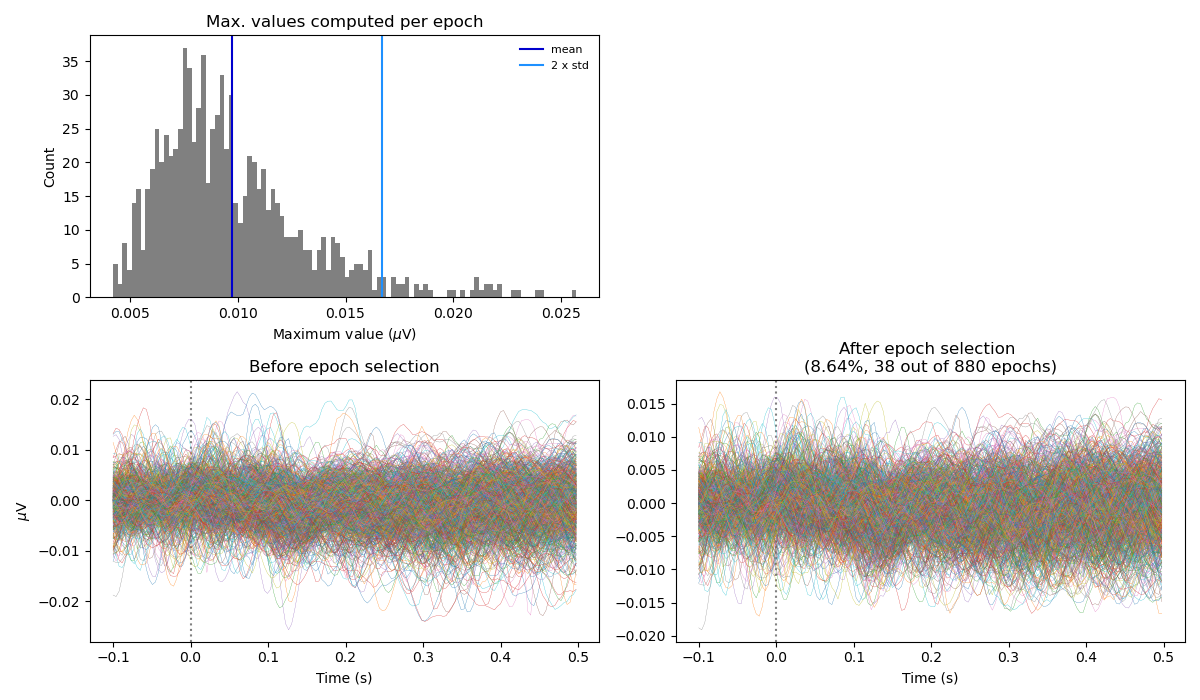 Max. values computed per epoch
mean
2 x std
35
30
25
20
15
10
5
0
Count
0.005 0.010 0.015 0.020 0.025
Maximum value (μV)
Before epoch selection
0.02
0.01
0.00
−0.01
−0.02
μV
−0.1 0.0 0.1 0.2 0.3 0.4 0.5
Time (s)
After epoch selection
(8.64%, 38 out of 880 epochs)
0.015
0.010
0.005
0.000
−0.005
−0.010
−0.015
−0.020
−0.1 0.0 0.1 0.2 0.3 0.4 0.5
Time (s)